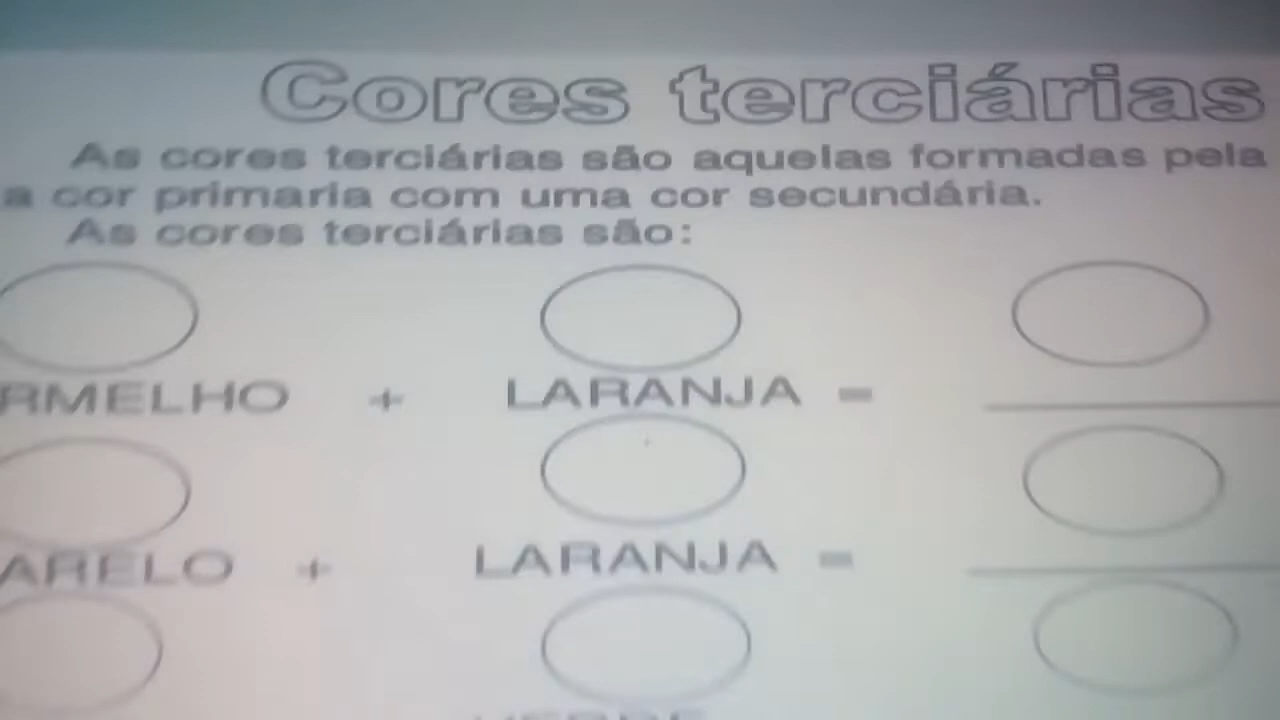 Cores terciárias
As cores terciárias são aquelas formadas pela
a cor primaria com uma cor secundária.
As cores terciárias são:
RMELHO + LARANJA =
ARELO + LARANJA =